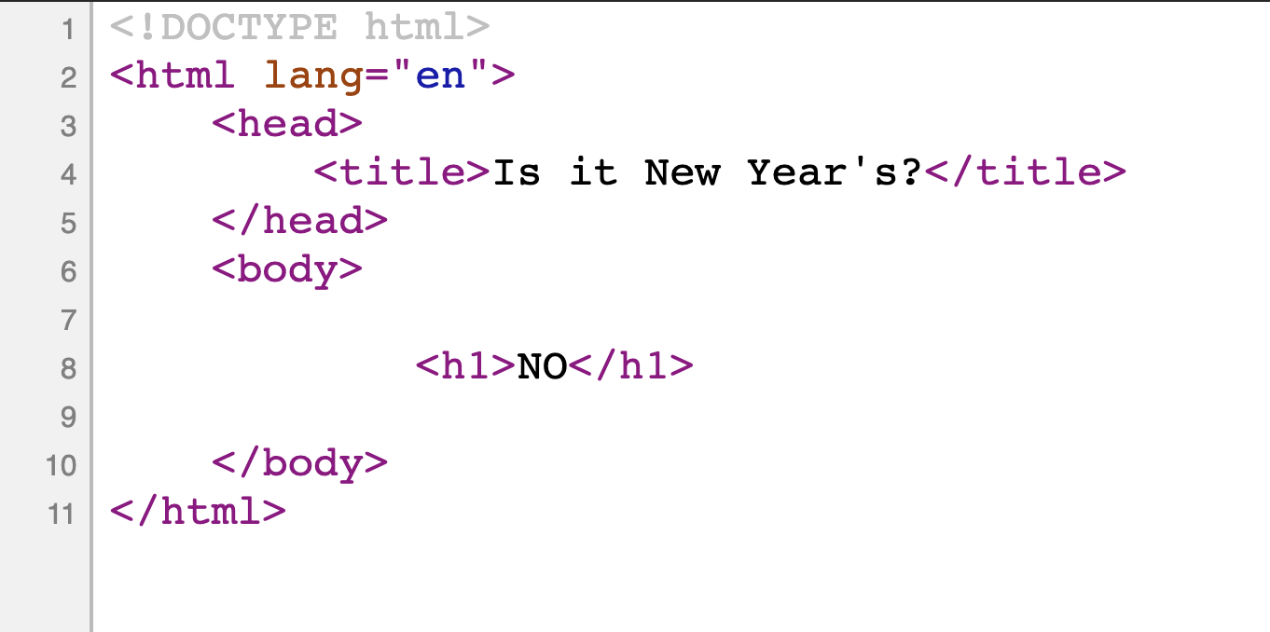 1 <!DOCTYPE html>
2 <html lang="en">
3     <head>
4         <title>Is it New Year's?</title>
5     </head>
6     <body>
7
8             <h1>NO</h1>
9
10     </body>
11 </html>